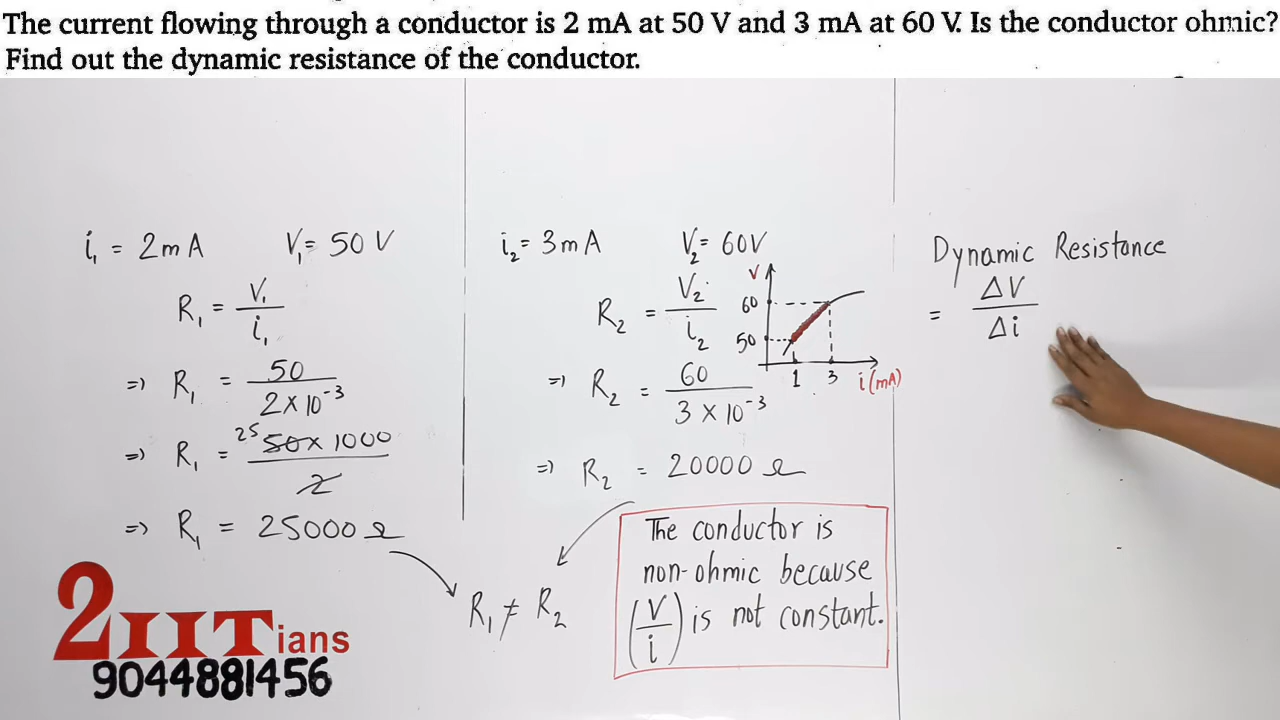 The current flowing through a conductor is 2 mA at 50 V and 3 mA at 60 V. Is the conductor ohmic?
Find out the dynamic resistance of the conductor.
i₁ = 2mA V₁= 50 V
R₁ = V₁/i₁
=> R₁ = 50/2×10⁻³
=> R₁ = 25 50×1000/2
=> R₁ = 25000 Ω
i₂= 3mA V₂= 60V
R₂ = V₂/i₂
=> R₂ = 60/3×10⁻³
=> R₂ = 20000 Ω
V
60
50
1 3 i(mA)
R₁ ≠ R₂
The conductor is
non-ohmic because
(V/i) is not constant.
Dynamic Resistance
= ΔV/Δi
2IITians
9044881456